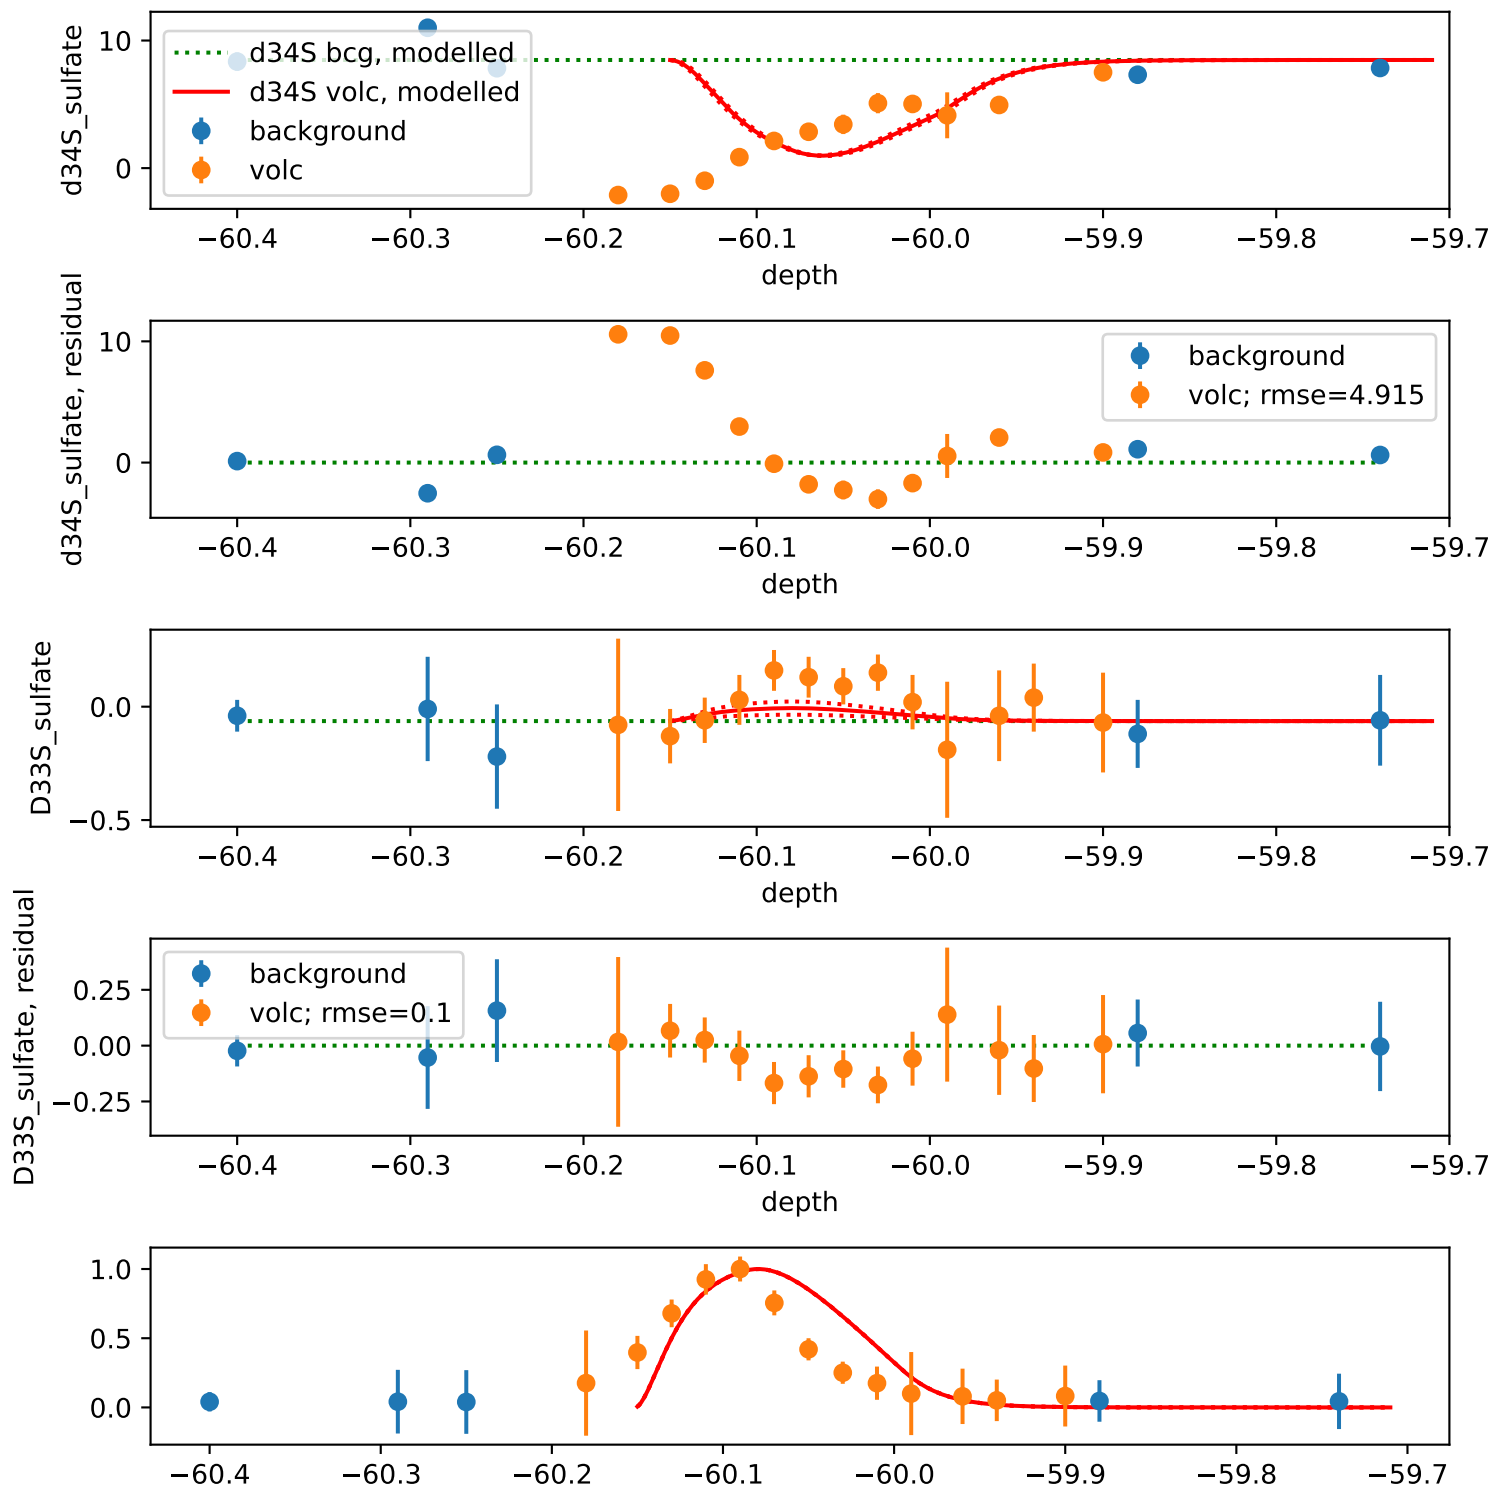 d34S_sulfate
10
0
d34S bcg, modelled
d34S volc, modelled
background
volc
−60.4 −60.3 −60.2 −60.1 −60.0 −59.9 −59.8 −59.7
depth
d34S_sulfate, residual
10
0
background
volc; rmse=4.915
−60.4 −60.3 −60.2 −60.1 −60.0 −59.9 −59.8 −59.7
depth
D33S_sulfate
0.0
−0.5
−60.4 −60.3 −60.2 −60.1 −60.0 −59.9 −59.8 −59.7
depth
D33S_sulfate, residual
0.25
0.00
−0.25
background
volc; rmse=0.1
−60.4 −60.3 −60.2 −60.1 −60.0 −59.9 −59.8 −59.7
depth
1.0
0.5
0.0
−60.4 −60.3 −60.2 −60.1 −60.0 −59.9 −59.8 −59.7